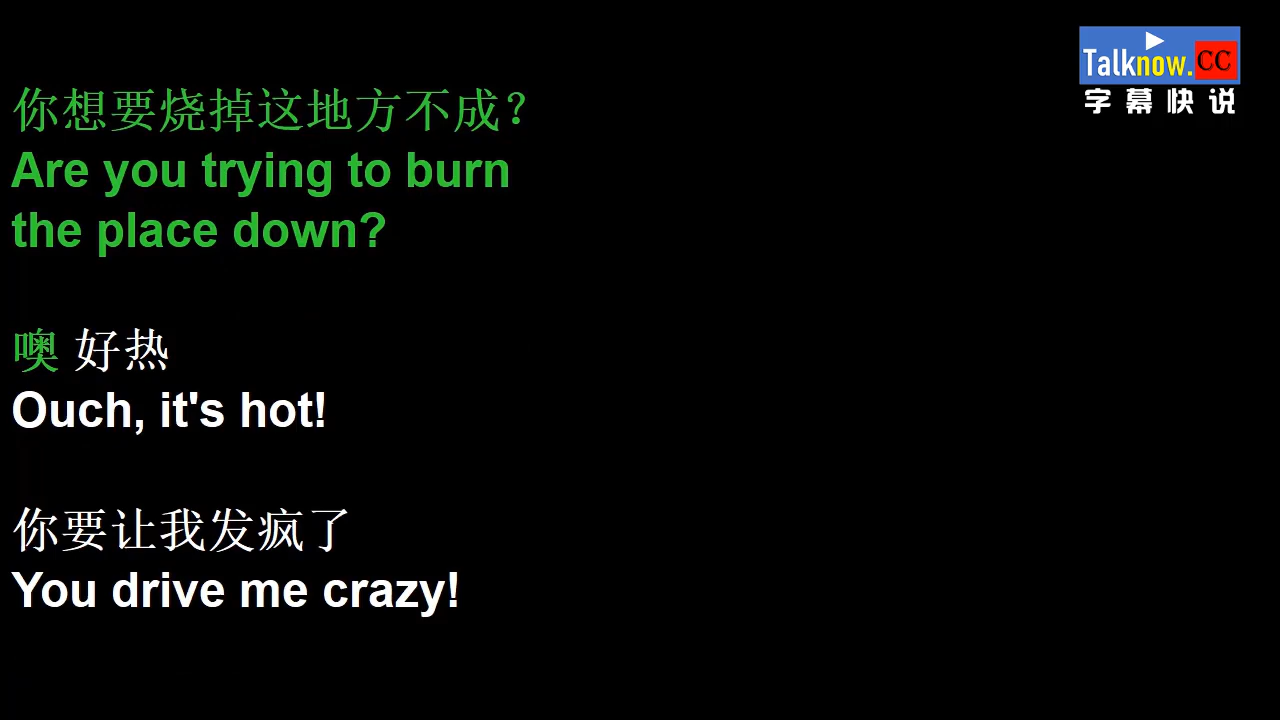 Talknow.CC
字幕快说
你想要烧掉这地方不成？
Are you trying to burn
the place down?
噢 好热
Ouch, it's hot!
你要让我发疯了
You drive me crazy!